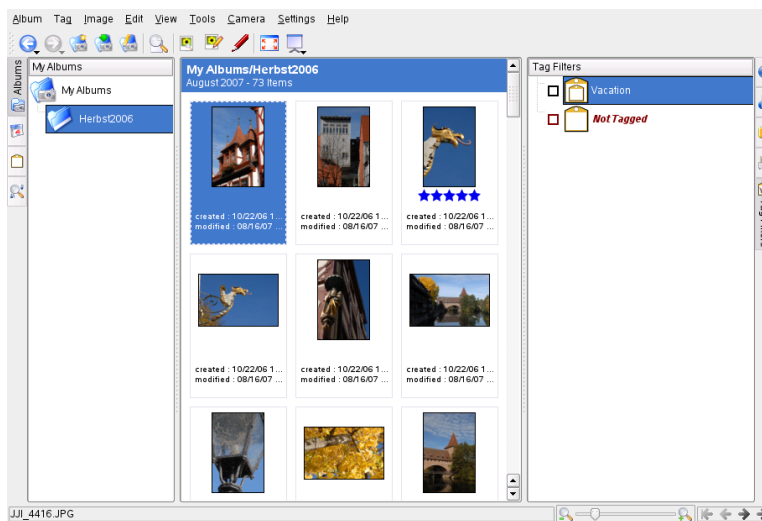 Album Tag Image Edit View Tools Camera Settings Help
Albums
My Albums
My Albums
Herbst2006
My Albums/Herbst2006
August 2007 - 73 Items
created : 10/22/06 1...
modified : 08/16/07 ...
created : 10/22/06 1...
modified : 08/16/07 ...
created : 10/22/06 1...
modified : 08/16/07 ...
created : 10/22/06 1...
modified : 08/16/07 ...
created : 10/22/06 1...
modified : 08/16/07 ...
created : 10/22/06 1...
modified : 08/16/07 ...
Tag Filters
Vacation
Not Tagged
JJI_4416.JPG